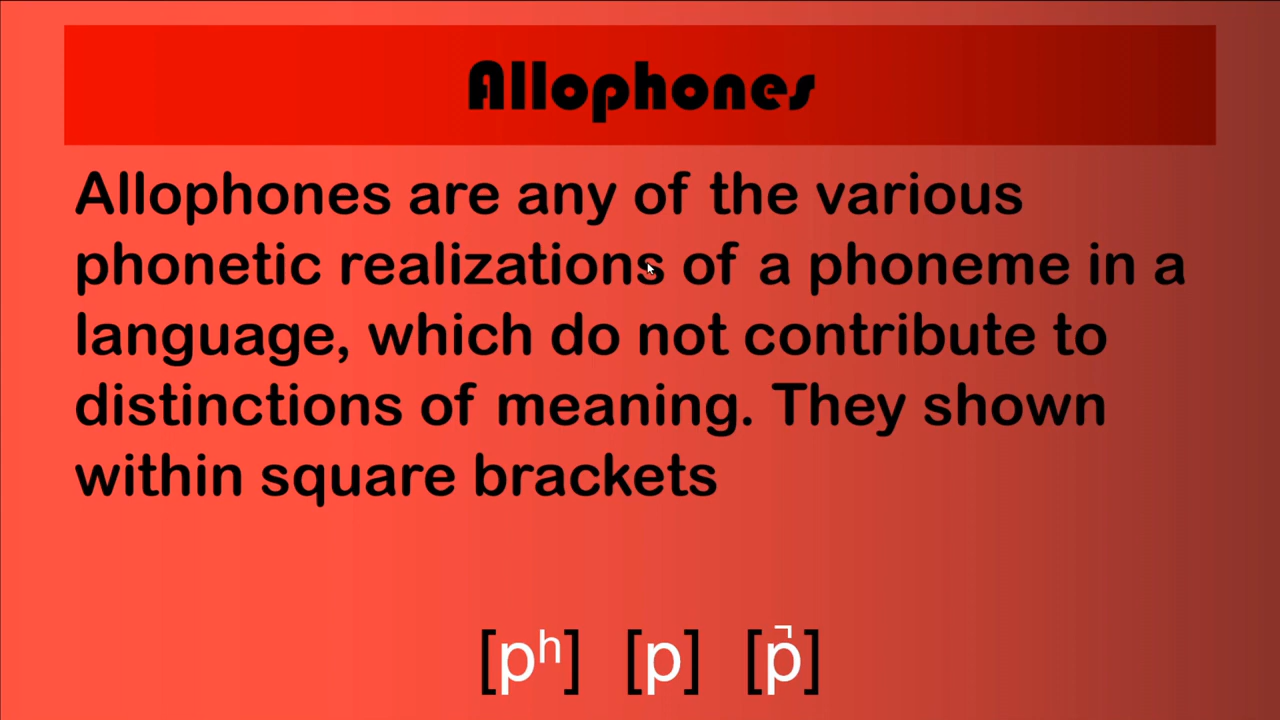 Allophones
Allophones are any of the various
phonetic realizations of a phoneme in a
language, which do not contribute to
distinctions of meaning. They shown
within square brackets
[pʰ] [p] [p̚]